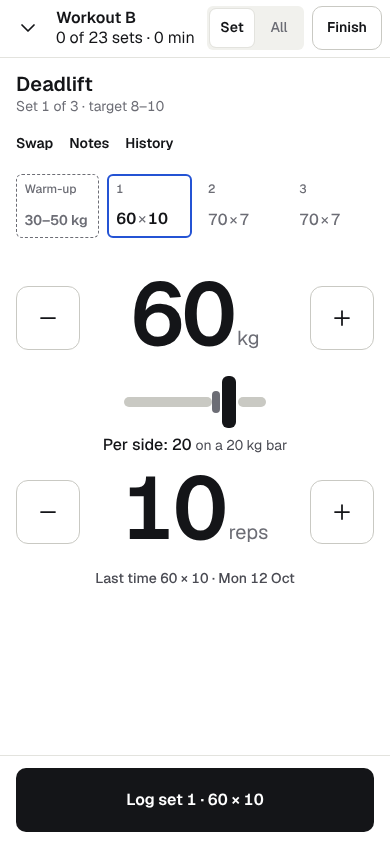 Workout B
0 of 23 sets · 0 min
Set
All
Finish
Deadlift
Set 1 of 3 · target 8–10
Swap Notes History
Warm-up
30–50 kg
1
60×10
2
70×7
3
70×7
60 kg
Per side: 20 on a 20 kg bar
10 reps
Last time 60 × 10 · Mon 12 Oct
Log set 1 · 60 × 10